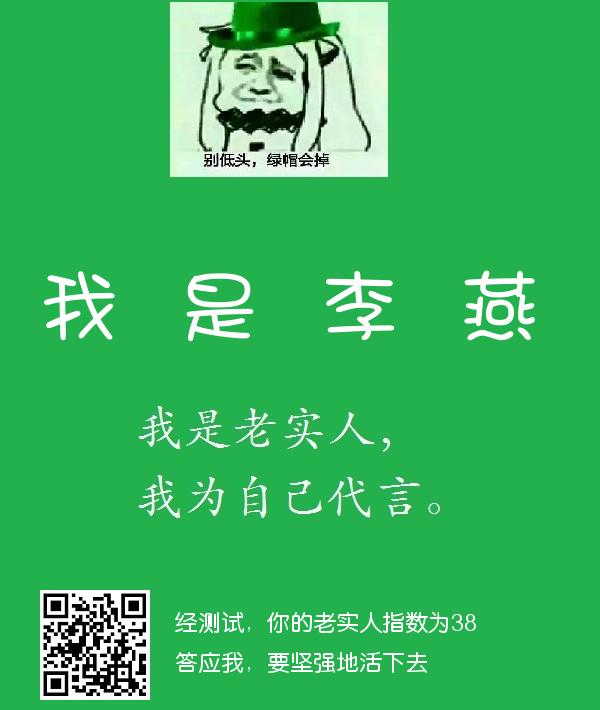 别低头，绿帽会掉
我是李燕
我是老实人，
我为自己代言。
经测试，你的老实人指数为38
答应我，要坚强地活下去